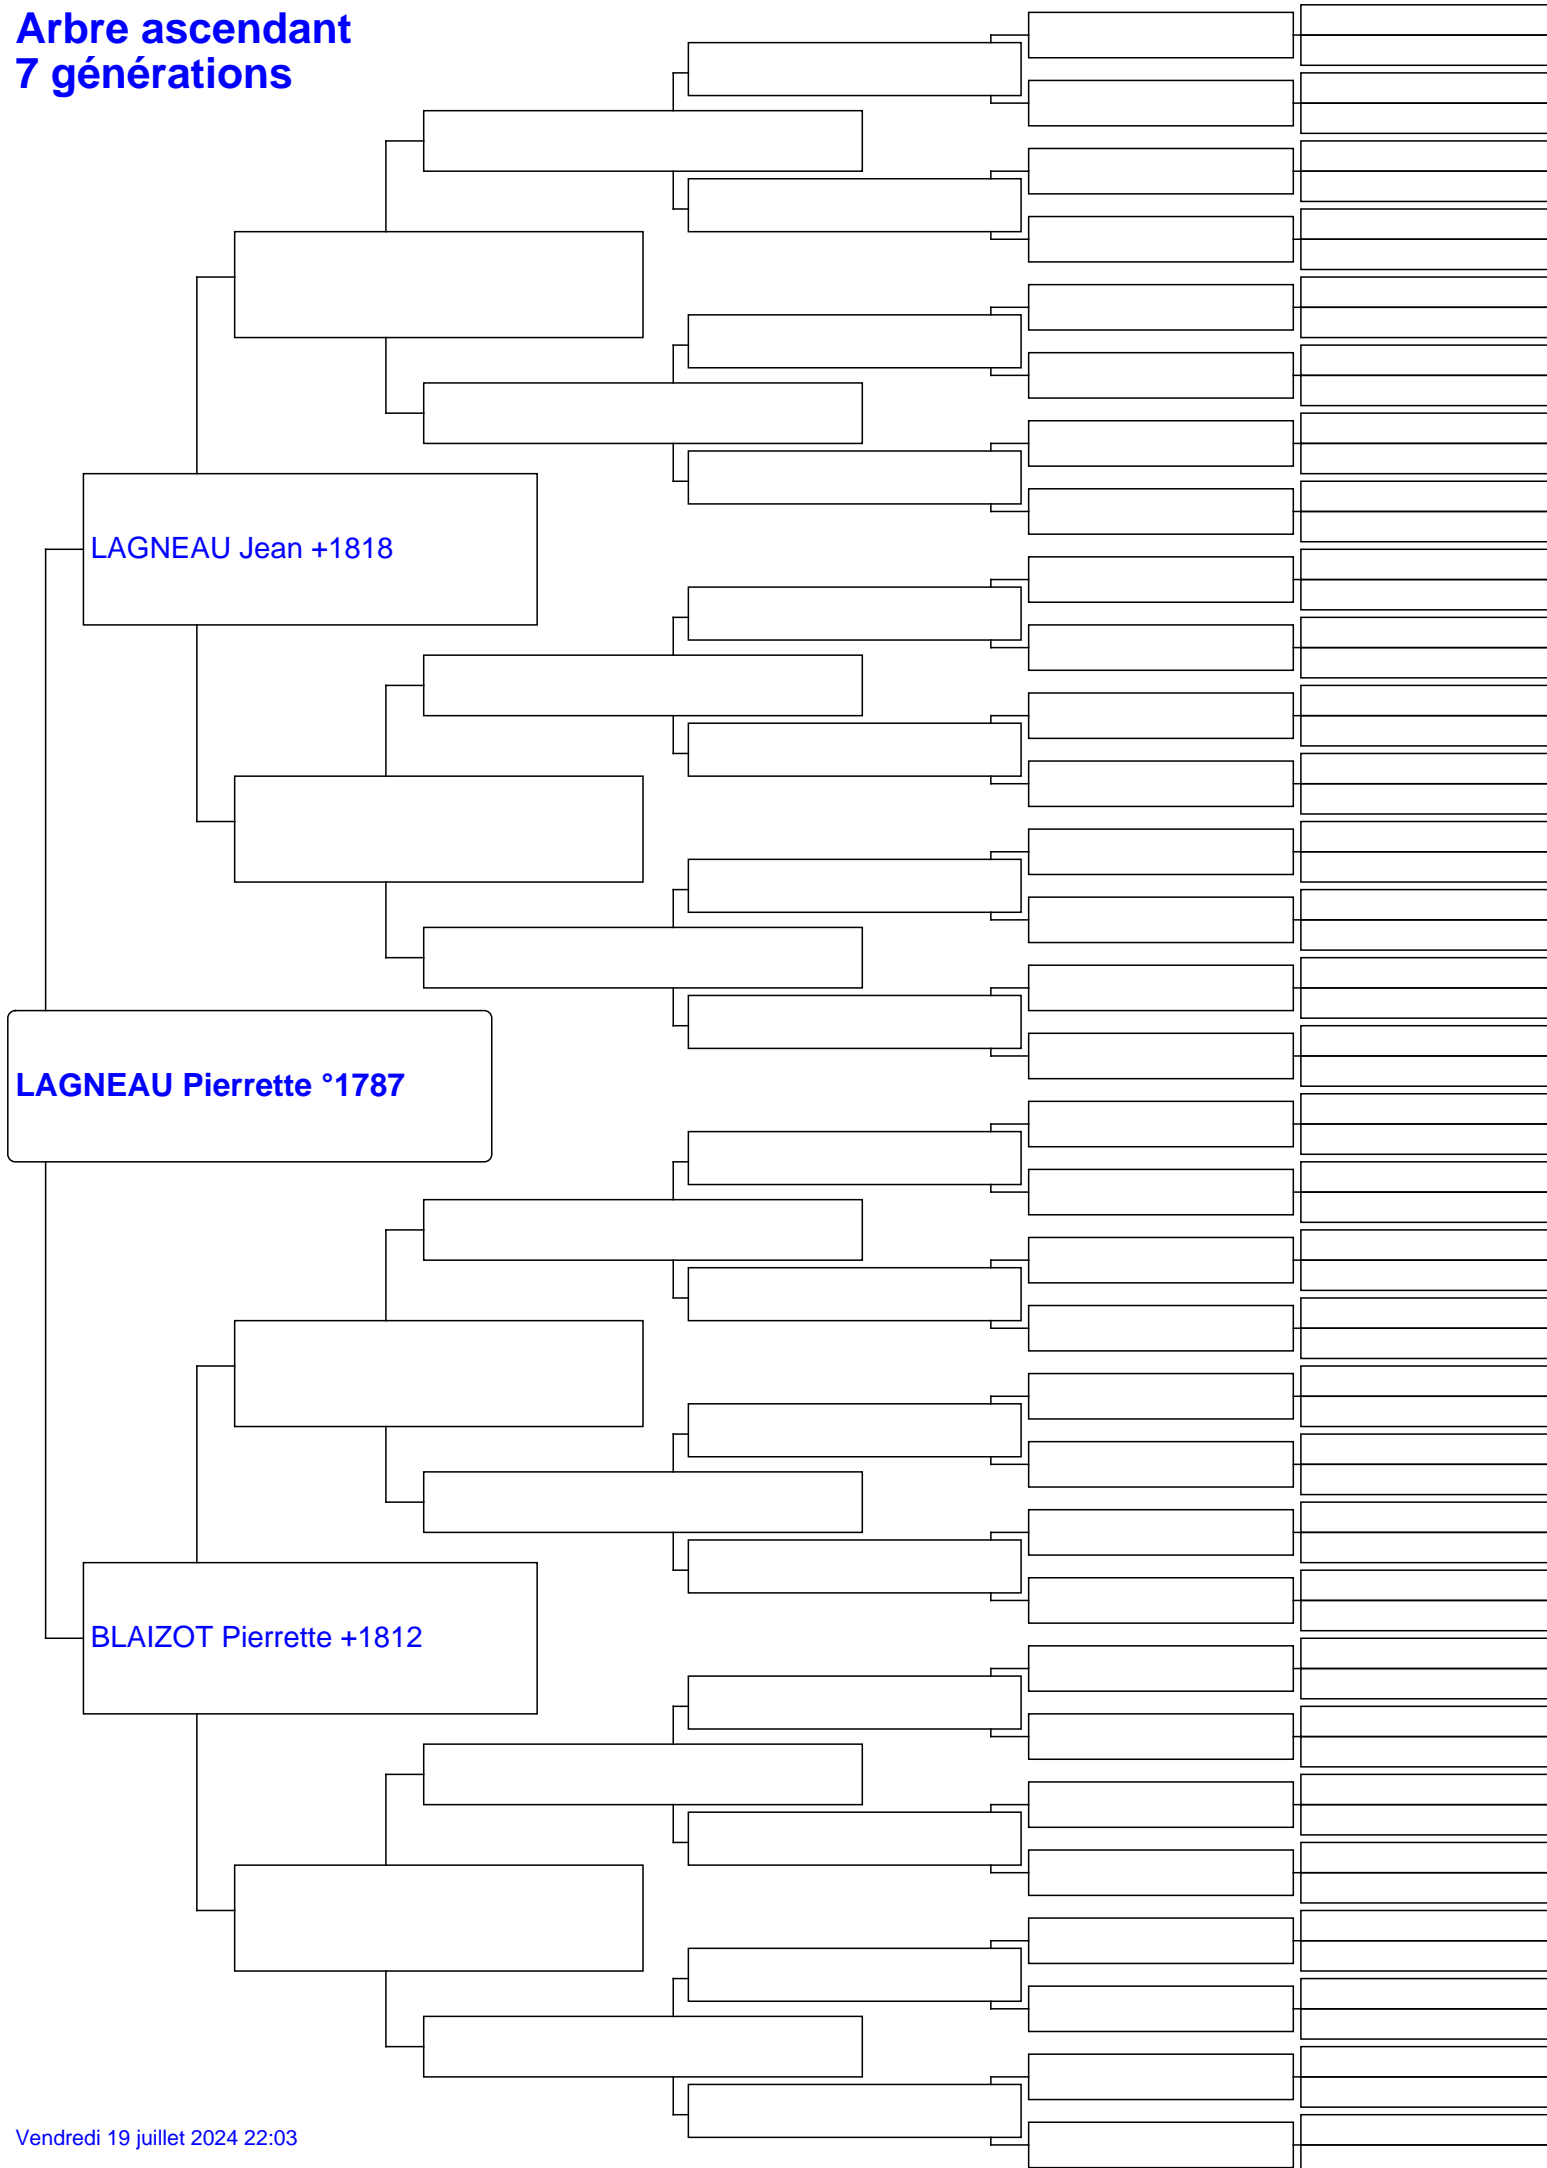 Arbre ascendant
7 générations
LAGNEAU Jean +1818
LAGNEAU Pierrette °1787
BLAIZOT Pierrette +1812
Vendredi 19 juillet 2024 22:03